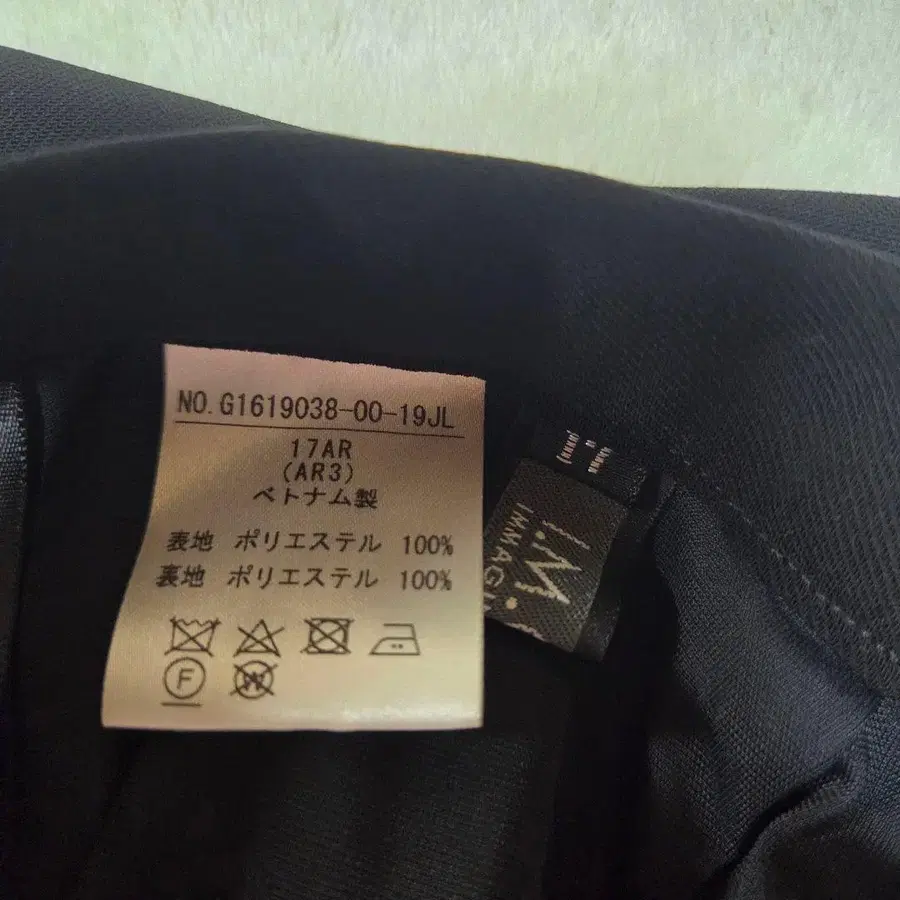 NO. G1619038-00-19JL
17AR
(AR3)
ベトナム製
表地 ポリエステル 100%
裏地 ポリエステル 100%
F
W
I.M.